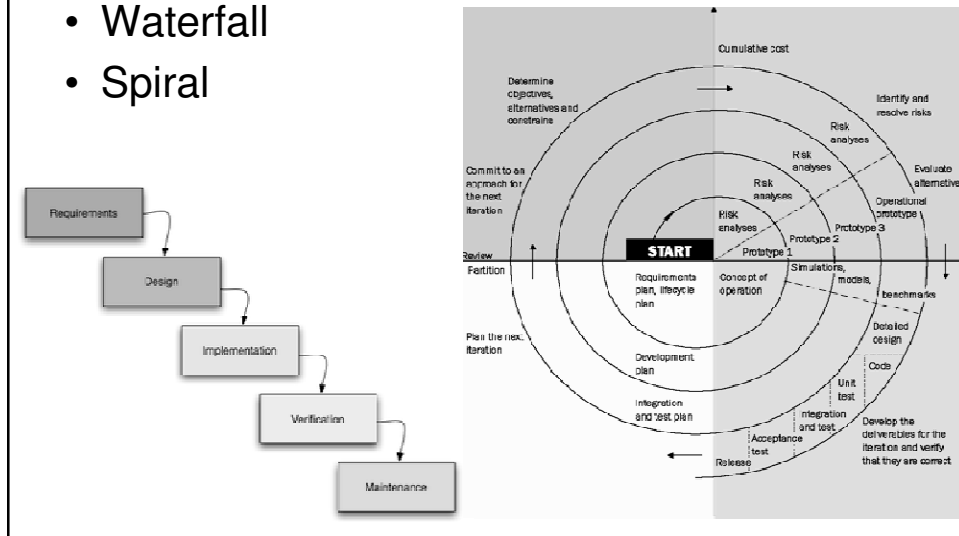 • Waterfall
• Spiral
Requirements
Design
Implementation
Verification
Maintenance
Cumulative cost
Determine
objectives,
alternatives and
constrains
Identify and
resolve risks
Risk
analyses
Risk
analyses
Risk
analyses
Risk
analyses
Commit to an
approach for
the next
iteration
Evaluate
alternative
Operational
prototype
Prototype 3
Prototype 2
Prototype 1
START
Review
Partition
Requirements
plan, lifecycle
plan
Concept of
operation
Simulations,
models,
benchmarks
Plan the next
iteration
Development
plan
Integration
and test plan
Detailed
design
Code
Unit
test
Integration
and test
Acceptance
test
Release
Develop the
deliverables for the
iteration and verify
that they are correct